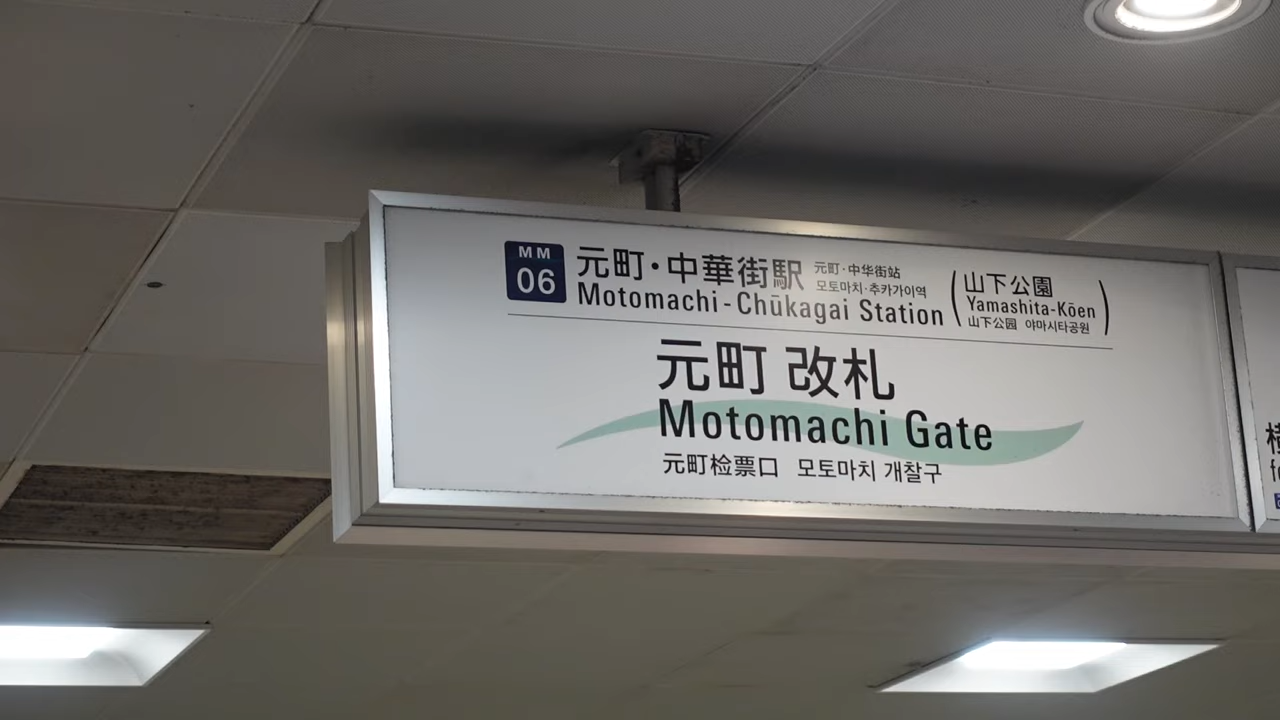 MM
06
元町・中華街駅
元町・中华街站
모토마치・추카가이역
Motomachi-Chūkagai Station
(山下公園
Yamashita-Kōen
山下公园 야마시타공원)
元町 改札
Motomachi Gate
元町检票口 모토마치 개찰구